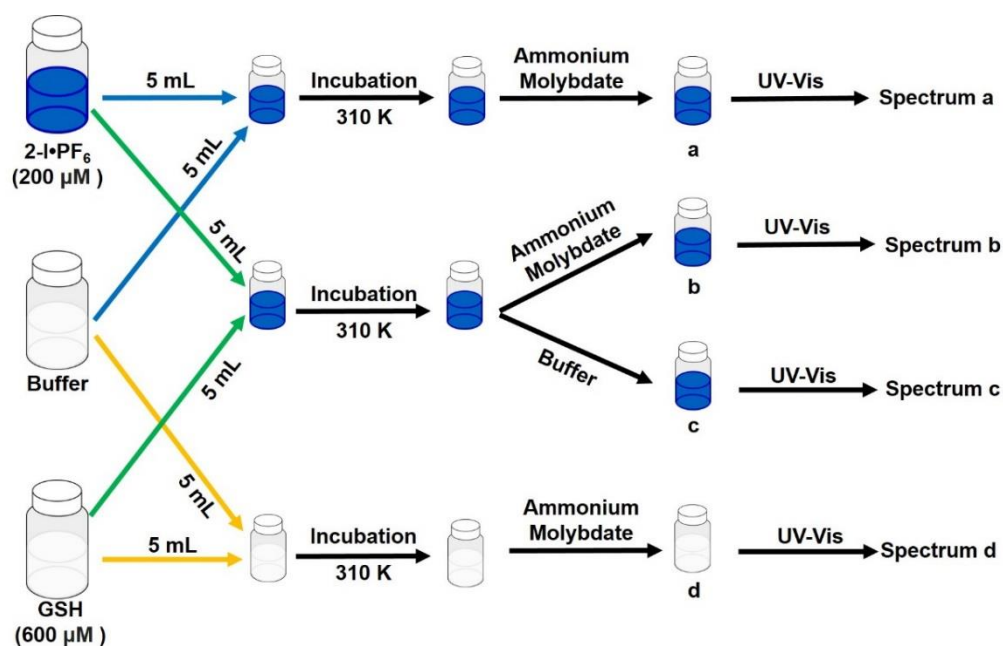 5 mL
Incubation
310 K
Ammonium
Molybdate
UV-Vis
Spectrum a
a
2-I•PF6
(200 µM )
5 mL
5 mL
Incubation
310 K
Ammonium
Molybdate
b
UV-Vis
Spectrum b
Buffer
5 mL
Buffer
c
UV-Vis
Spectrum c
5 mL
5 mL
Incubation
310 K
Ammonium
Molybdate
d
UV-Vis
Spectrum d
GSH
(600 µM )